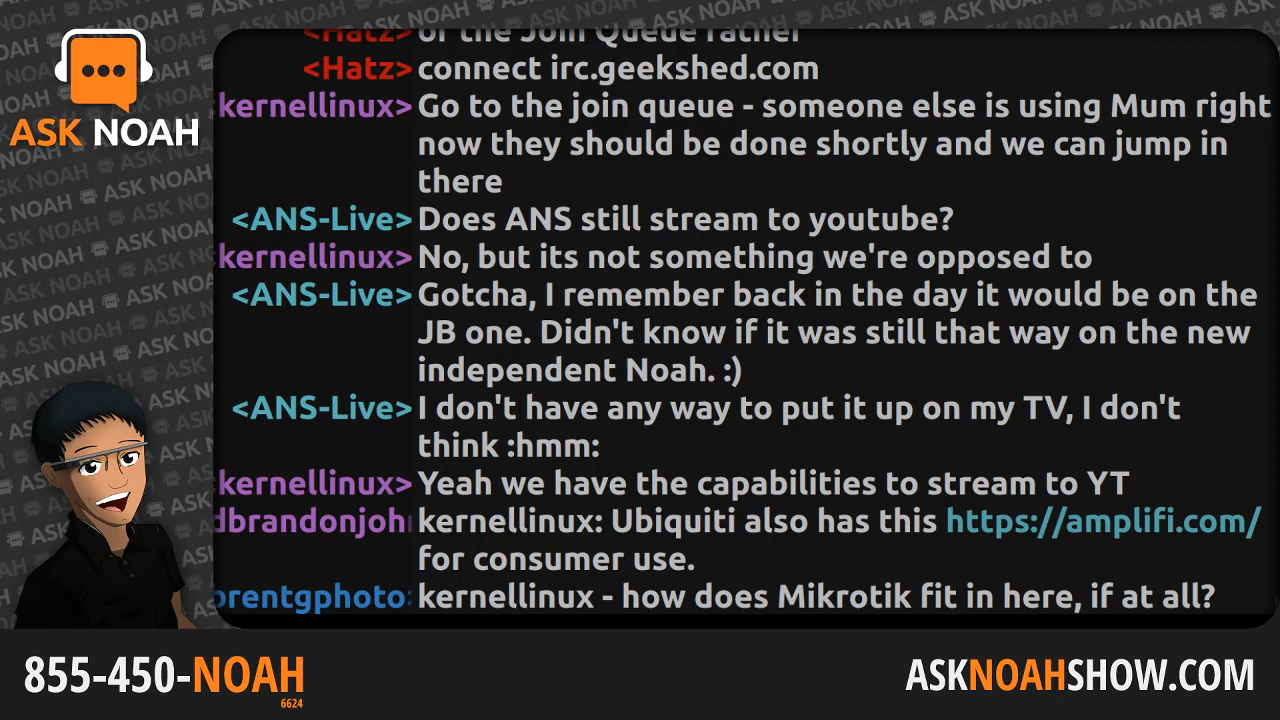 ASK NOAH
<Hatz> of the Join Queue rather
<Hatz> connect irc.geekshed.com
kernellinux> Go to the join queue - someone else is using Mum right
now they should be done shortly and we can jump in
there
<ANS-Live> Does ANS still stream to youtube?
kernellinux> No, but its not something we're opposed to
<ANS-Live> Gotcha, I remember back in the day it would be on the
JB one. Didn't know if it was still that way on the new
independent Noah. :)
<ANS-Live> I don't have any way to put it up on my TV, I don't
think :hmm:
kernellinux> Yeah we have the capabilities to stream to YT
dbrandonjoh kernellinux: Ubiquiti also has this https://amplifi.com/
for consumer use.
brentgphoto: kernellinux - how does Mikrotik fit in here, if at all?
855-450-NOAH
6624
ASKNOAHSHOW.COM